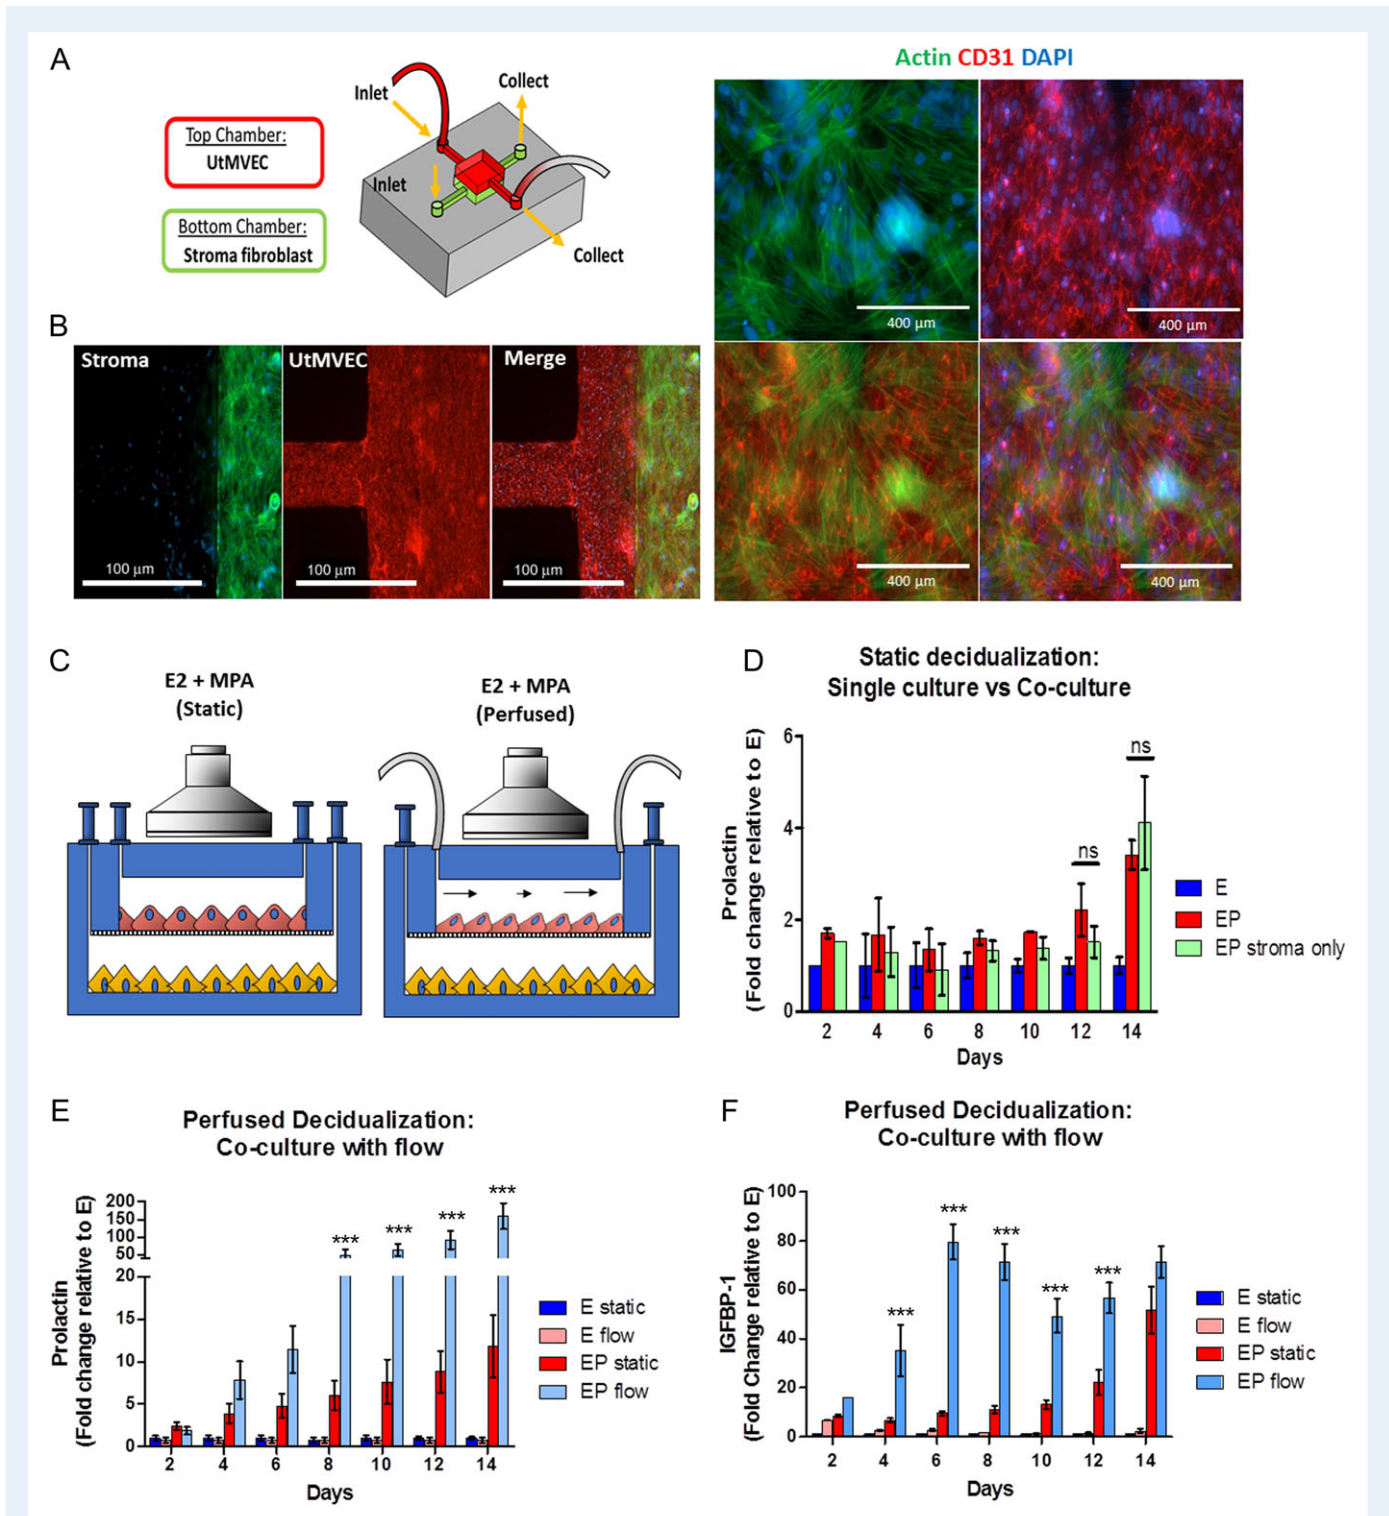 A
Top Chamber:
UtMVEC
Bottom Chamber:
Stroma fibroblast
Inlet
Collect
Inlet
Collect
Actin CD31 DAPI
400 µm
400 µm
400 µm
400 µm
B
Stroma
UtMVEC
Merge
100 µm
100 µm
100 µm
C
E2 + MPA
(Static)
E2 + MPA
(Perfused)
D
Static decidualization:
Single culture vs Co-culture
Prolactin
(Fold change relative to E)
6
4
2
0
ns
ns
2 4 6 8 10 12 14
Days
E
EP
EP stroma only
E
Perfused Decidualization:
Co-culture with flow
Prolactin
(Fold change relative to E)
200
150
100
50
20
15
10
5
0
*** *** *** ***
2 4 6 8 10 12 14
Days
E static
E flow
EP static
EP flow
F
Perfused Decidualization:
Co-culture with flow
IGFBP-1
(Fold Change relative to E)
100
80
60
40
20
0
*** *** *** *** ***
2 4 6 8 10 12 14
Days
E static
E flow
EP static
EP flow